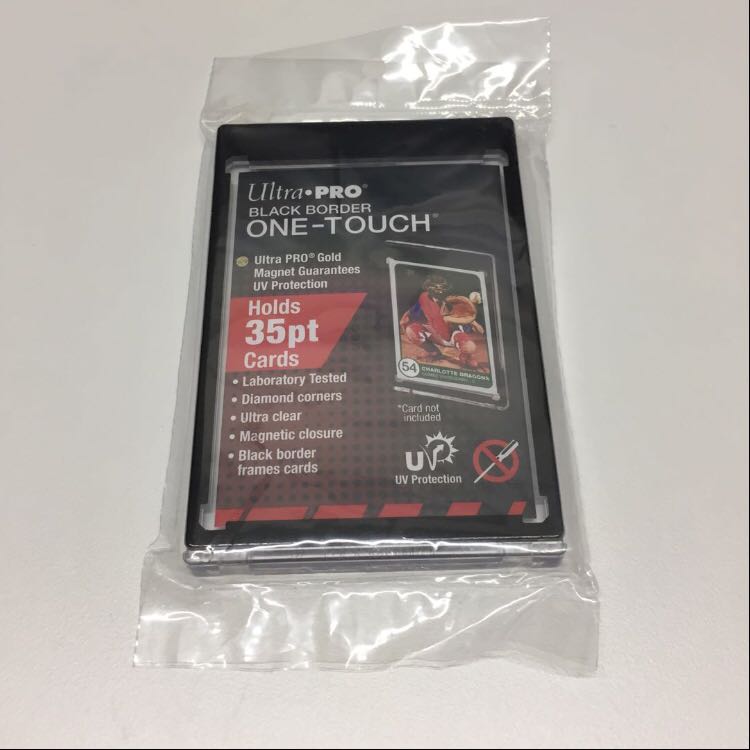 Ultra•PRO®
BLACK BORDER
ONE-TOUCH®
Ultra PRO® Gold
Magnet Guarantees
UV Protection
Holds
35pt
Cards
• Laboratory Tested
• Diamond corners
• Ultra clear
• Magnetic closure
• Black border
frames cards
54
CHARLOTTE DRAGONS
*Card not
included
UV
UV Protection